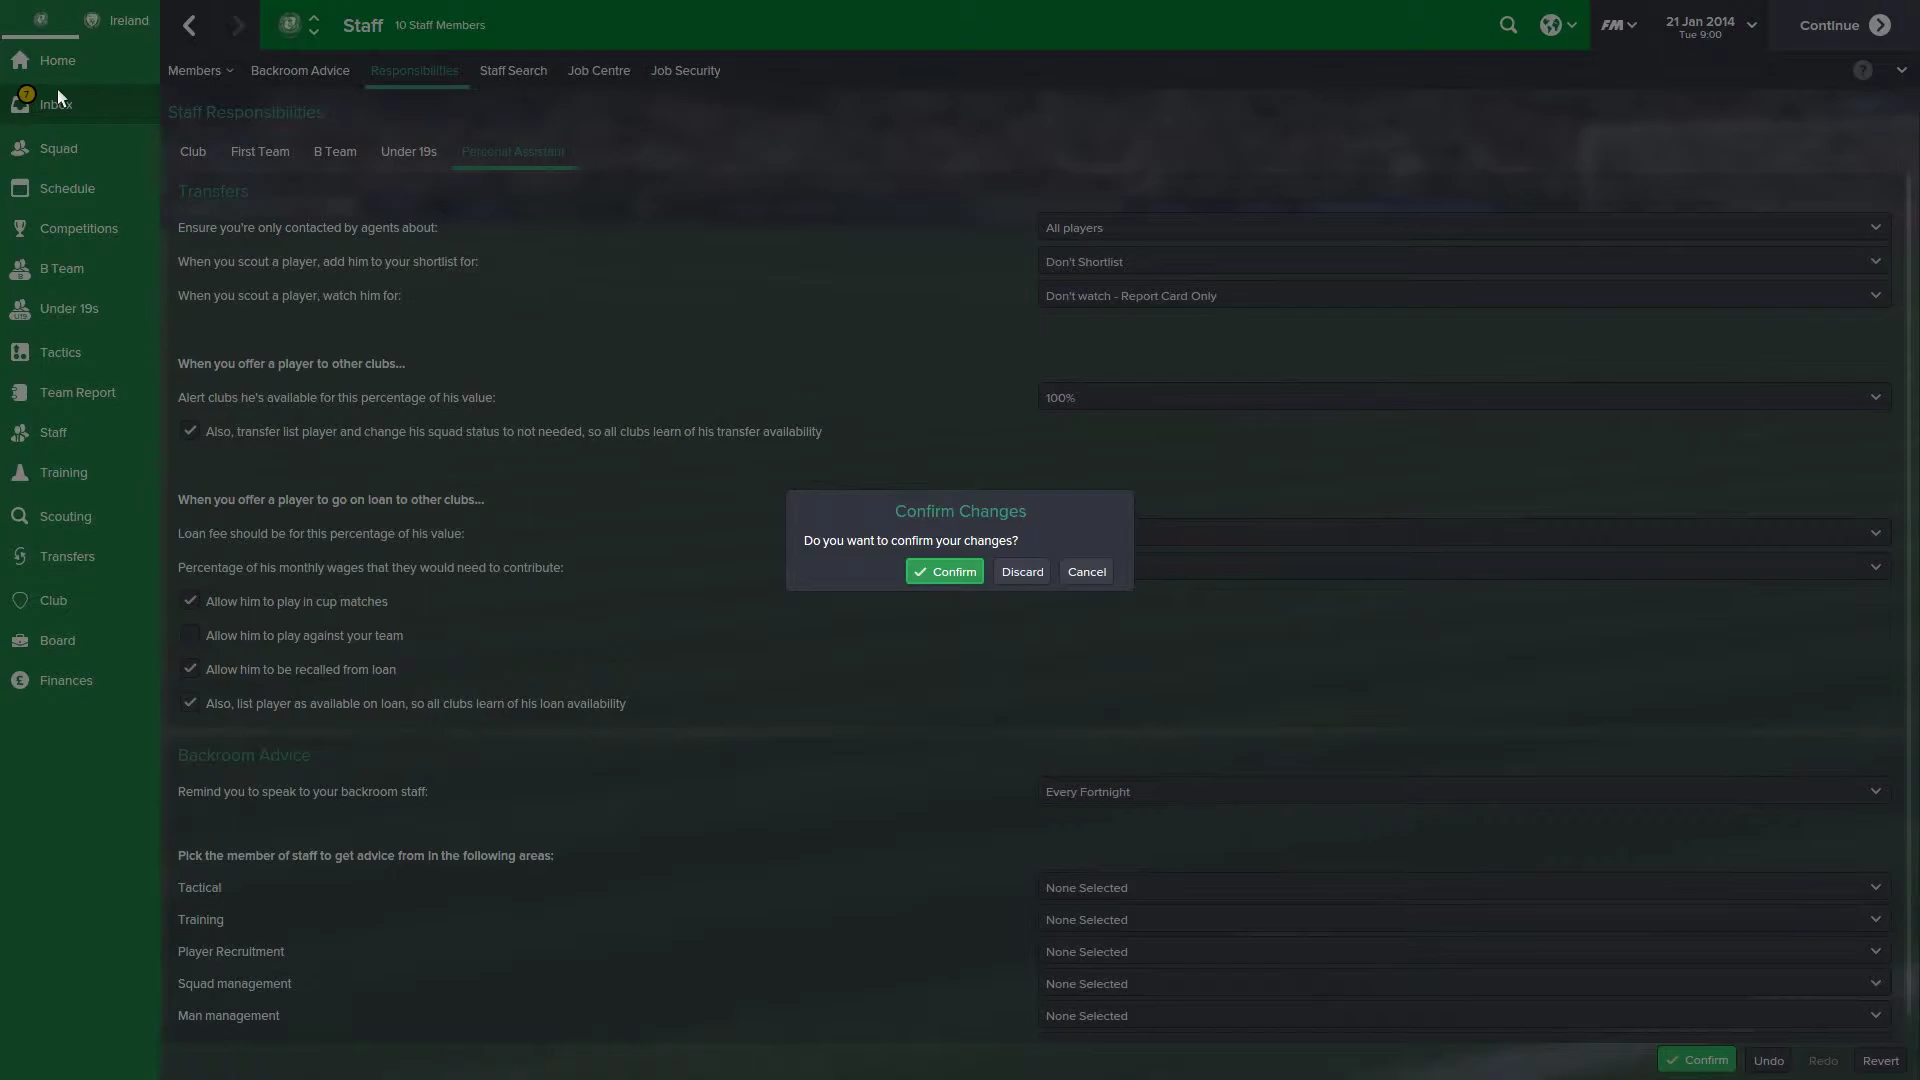 Ireland
Staff
10 Staff Members
FM
21 Jan 2014
Tue 9:00
Continue
Home
7
Inbox
Squad
Schedule
Competitions
B Team
Under 19s
Tactics
Team Report
Staff
Training
Scouting
Transfers
Club
Board
Finances
Members
Backroom Advice
Responsibilities
Staff Search
Job Centre
Job Security
?
Staff Responsibilities
Club
First Team
B Team
Under 19s
Personal Assistant
Transfers
Ensure you're only contacted by agents about:
All players
When you scout a player, add him to your shortlist for:
Don't Shortlist
When you scout a player, watch him for:
Don't watch - Report Card Only
When you offer a player to other clubs...
Alert clubs he's available for this percentage of his value:
100%
Also, transfer list player and change his squad status to not needed, so all clubs learn of his transfer availability
When you offer a player to go on loan to other clubs...
Loan fee should be for this percentage of his value:
Percentage of his monthly wages that they would need to contribute:
Allow him to play in cup matches
Allow him to play against your team
Allow him to be recalled from loan
Also, list player as available on loan, so all clubs learn of his loan availability
Confirm Changes
Do you want to confirm your changes?
Confirm
Discard
Cancel
Backroom Advice
Remind you to speak to your backroom staff:
Every Fortnight
Pick the member of staff to get advice from in the following areas:
Tactical
None Selected
Training
None Selected
Player Recruitment
None Selected
Squad management
None Selected
Man management
None Selected
Confirm
Undo
Redo
Revert